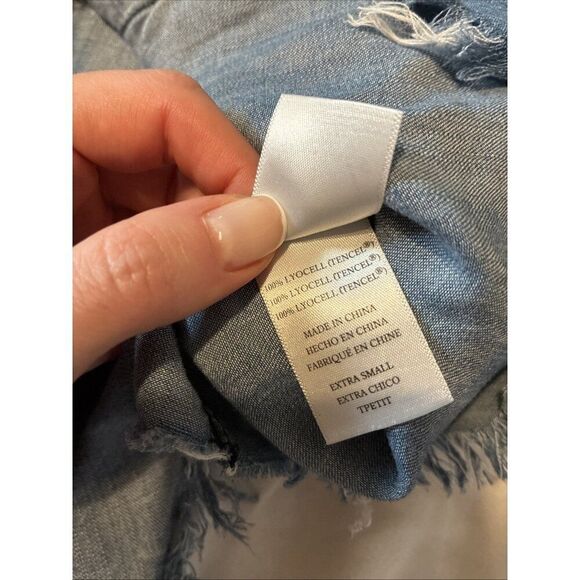 100% LYOCELL (TENCEL®)
100% LYOCELL (TENCEL®)
100% LYOCELL (TENCEL®)
MADE IN CHINA
HECHO EN CHINA
FABRIQUÉ EN CHINE
EXTRA SMALL
EXTRA CHICO
TPETIT